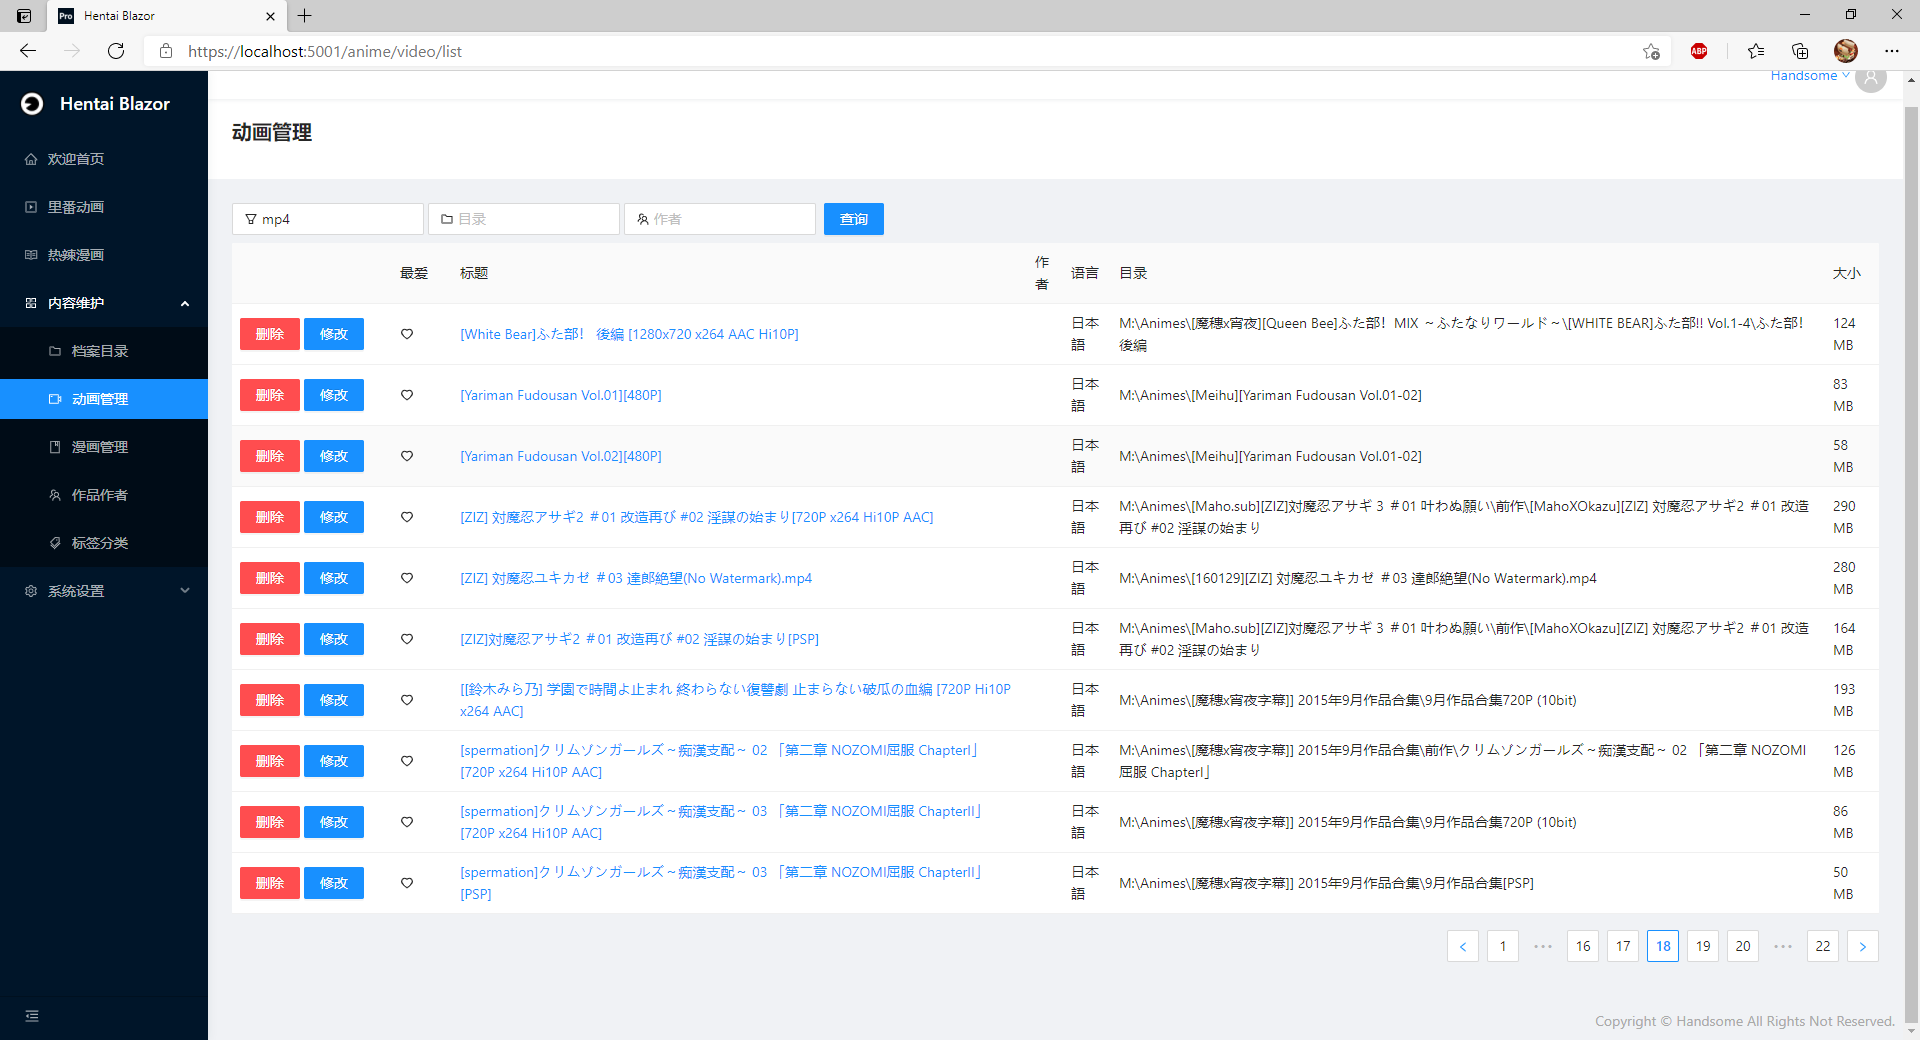 Hentai Blazor
https://localhost:5001/anime/video/list
ABP
Pro
Hentai Blazor
Handsome
欢迎首页
里番动画
热辣漫画
内容维护
档案目录
动画管理
漫画管理
作品作者
标签分类
系统设置
动画管理
mp4
目录
作者
查询
最爱
标题
作
者
语言
目录
大小
删除
修改
[White Bear]ふた部! 後編 [1280x720 x264 AAC Hi10P]
日本
語
M:\Animes\[魔穗x宵夜][Queen Bee]ふた部! MIX ～ふたなりワールド～\[WHITE BEAR]ふた部!! Vol.1-4\ふた部!
後編
124
MB
删除
修改
[Yariman Fudousan Vol.01][480P]
日本
語
M:\Animes\[Meihu][Yariman Fudousan Vol.01-02]
83
MB
删除
修改
[Yariman Fudousan Vol.02][480P]
日本
語
M:\Animes\[Meihu][Yariman Fudousan Vol.01-02]
58
MB
删除
修改
[ZIZ] 対魔忍アサギ2 ＃01 改造再び #02 淫謀の始まり[720P x264 Hi10P AAC]
日本
語
M:\Animes\[Maho.sub][ZIZ]対魔忍アサギ 3 ＃01 叶わぬ願い\前作\[MahoXOkazu][ZIZ] 対魔忍アサギ2 ＃01 改造
再び #02 淫謀の始まり
290
MB
删除
修改
[ZIZ] 対魔忍ユキカゼ ＃03 達郎絶望(No Watermark).mp4
日本
語
M:\Animes\[160129][ZIZ] 対魔忍ユキカゼ ＃03 達郎絶望(No Watermark).mp4
280
MB
删除
修改
[ZIZ]対魔忍アサギ2 ＃01 改造再び #02 淫謀の始まり[PSP]
日本
語
M:\Animes\[Maho.sub][ZIZ]対魔忍アサギ 3 ＃01 叶わぬ願い\前作\[MahoXOkazu][ZIZ] 対魔忍アサギ2 ＃01 改造
再び #02 淫謀の始まり
164
MB
删除
修改
[[鈴木みら乃] 学園で時間よ止まれ 終わらない復讐劇 止まらない破瓜の血編 [720P Hi10P
x264 AAC]
日本
語
M:\Animes\[魔穗x宵夜字幕]] 2015年9月作品合集\9月作品合集720P (10bit)
193
MB
删除
修改
[spermation]クリムゾンガールズ～痴漢支配～ 02 「第二章 NOZOMI屈服 ChapterI」
[720P x264 Hi10P AAC]
日本
語
M:\Animes\[魔穗x宵夜字幕]] 2015年9月作品合集\前作\クリムゾンガールズ～痴漢支配～ 02 「第二章 NOZOMI
屈服 ChapterI」
126
MB
删除
修改
[spermation]クリムゾンガールズ～痴漢支配～ 03 「第二章 NOZOMI屈服 ChapterII」
[720P x264 Hi10P AAC]
日本
語
M:\Animes\[魔穗x宵夜字幕]] 2015年9月作品合集\9月作品合集720P (10bit)
86
MB
删除
修改
[spermation]クリムゾンガールズ～痴漢支配～ 03 「第二章 NOZOMI屈服 ChapterII」
[PSP]
日本
語
M:\Animes\[魔穗x宵夜字幕]] 2015年9月作品合集\9月作品合集[PSP]
50
MB
< 1 ••• 16 17 18 19 20 ••• 22 >
Copyright © Handsome All Rights Not Reserved.